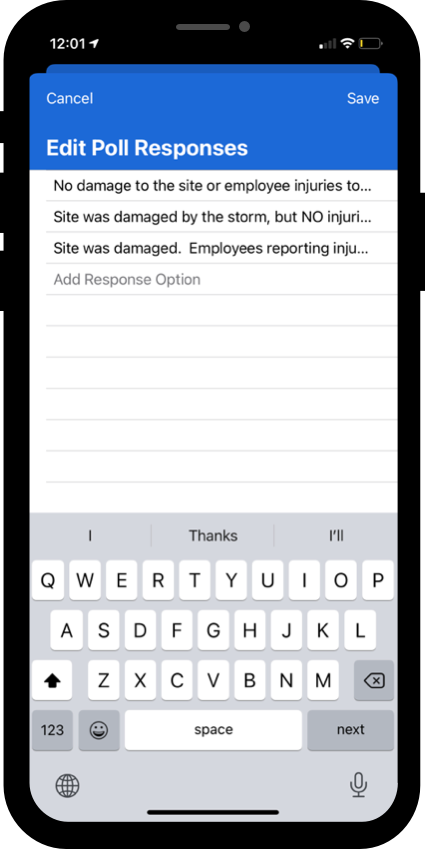 12:01
Cancel Save
Edit Poll Responses
No damage to the site or employee injuries to...
Site was damaged by the storm, but NO injuri...
Site was damaged.  Employees reporting inju...
Add Response Option
I Thanks I'll
Q W E R T Y U I O P
A S D F G H J K L
Z X C V B N M
123 space next